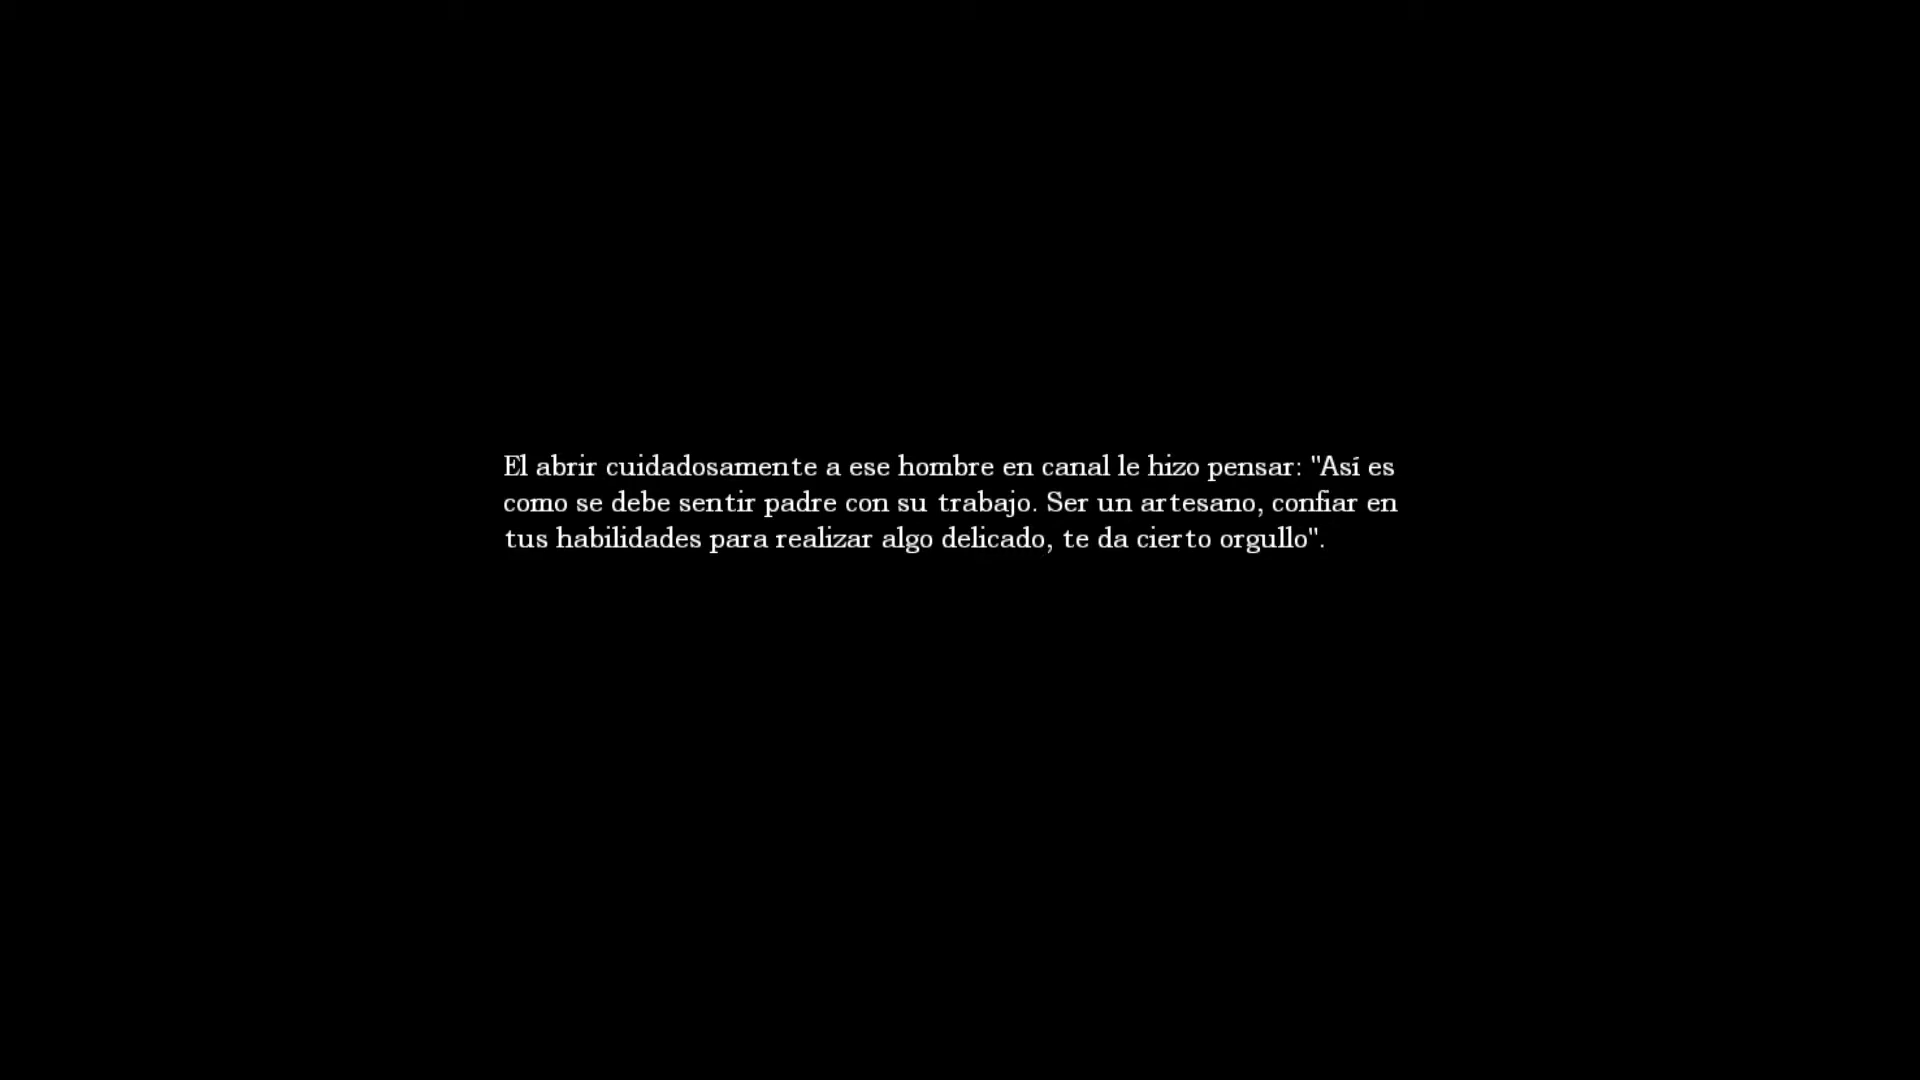 El abrir cuidadosamente a ese hombre en canal le hizo pensar: "Así es
como se debe sentir padre con su trabajo. Ser un artesano, confiar en
tus habilidades para realizar algo delicado, te da cierto orgullo".